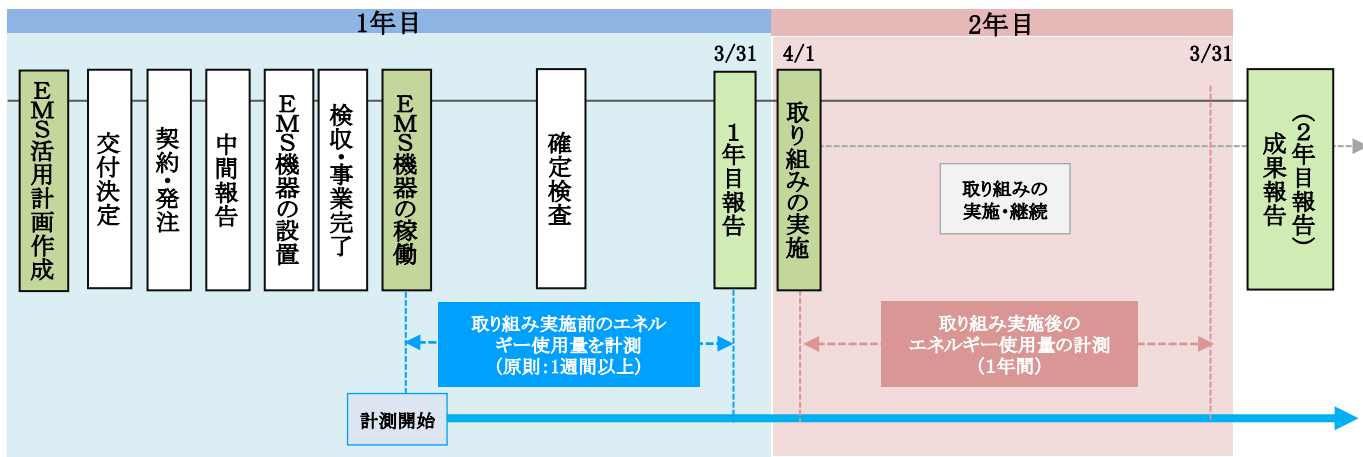 1年目
2年目
3/31
4/1
3/31
EMS活用計画作成
交付決定
契約・発注
中間報告
EMS機器の設置
検収・事業完了
EMS機器の稼働
確定検査
1年目報告
取り組みの実施
取り組みの
実施・継続
成果報告
(2年目報告)
取り組み実施前のエネル
ギー使用量を計測
(原則:1週間以上)
取り組み実施後の
エネルギー使用量の計測
(1年間)
計測開始